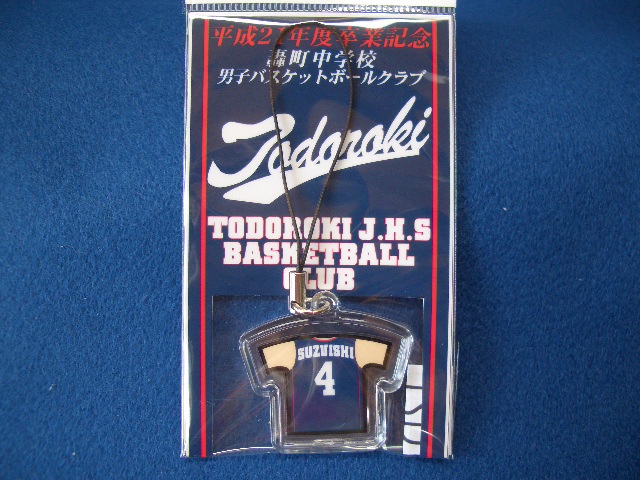 平成2年度卒業記念
轟町中学校
男子バスケットボールクラブ
Todoroki
TODOROKI J.H.S
BASKETBALL
CLUB
SUZVISHI
4